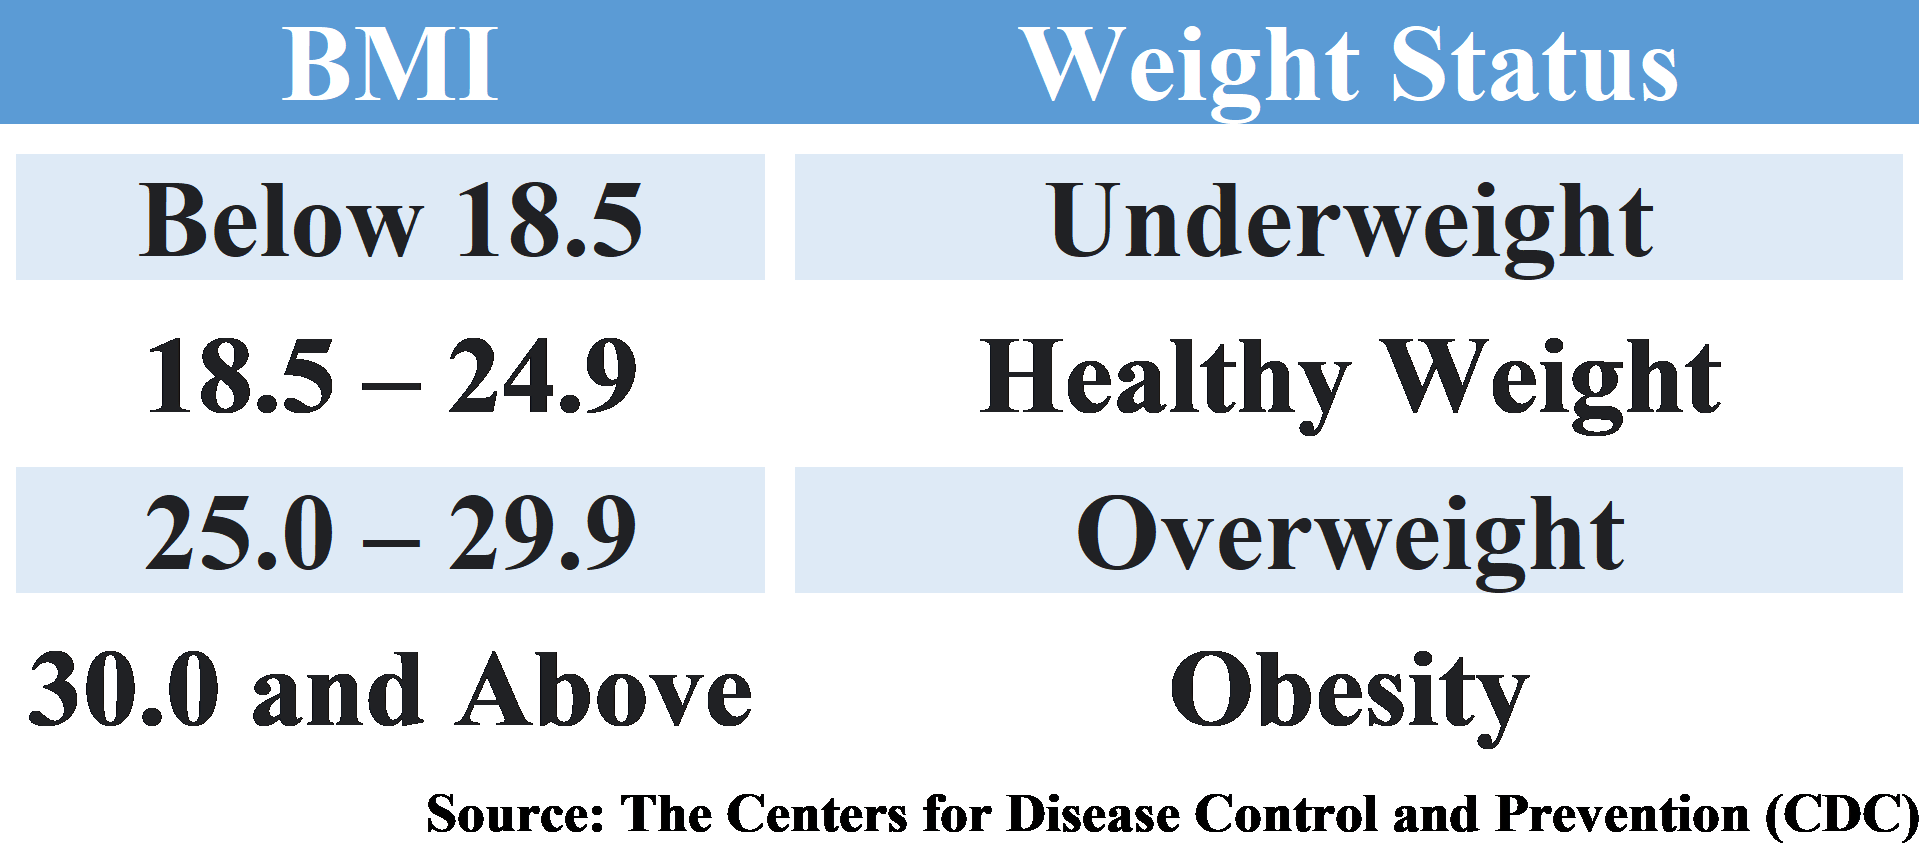 BMI Weight Status
Below 18.5 Underweight
18.5 – 24.9 Healthy Weight
25.0 – 29.9 Overweight
30.0 and Above Obesity
Source: The Centers for Disease Control and Prevention (CDC)